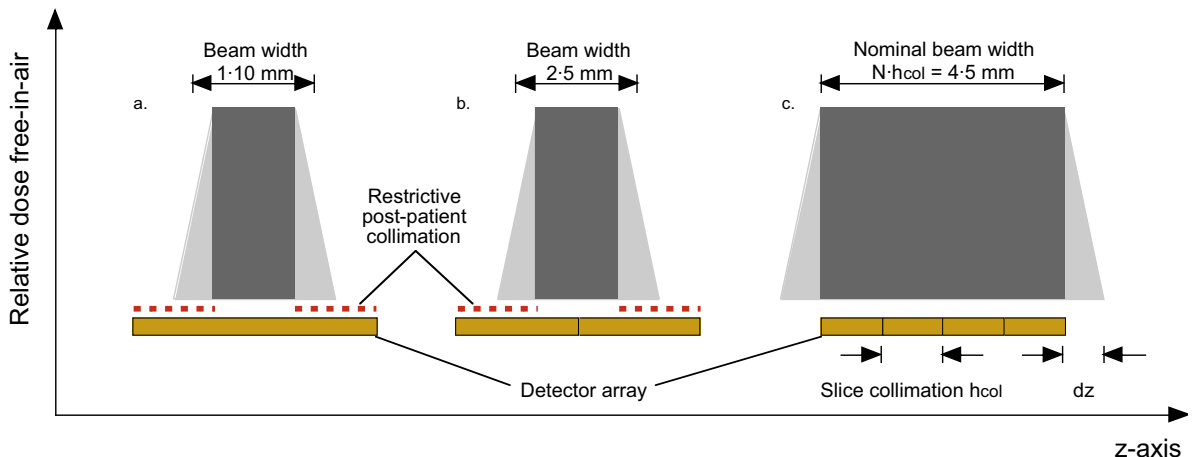 Relative dose free-in-air
Beam width
1·10 mm
a.
Beam width
2·5 mm
b.
Nominal beam width
N·hcol = 4·5 mm
c.
Restrictive
post-patient
collimation
Detector array
Slice collimation hcol
dz
z-axis